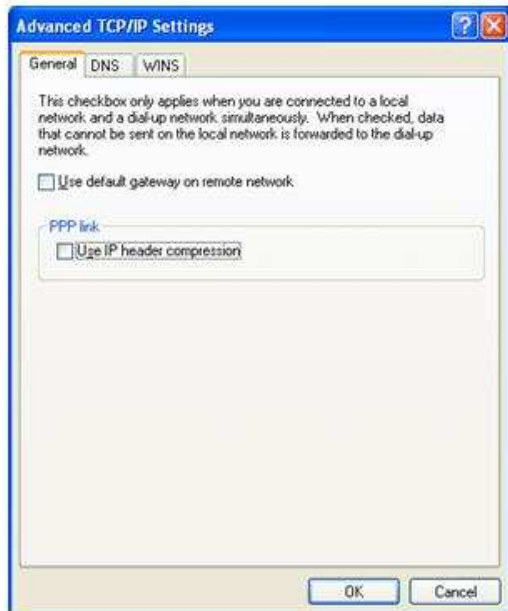 Advanced TCP/IP Settings
General DNS WINS
This checkbox only applies when you are connected to a local
network and a dial-up network simultaneously. When checked, data
that cannot be sent on the local network is forwarded to the dial-up
network.
Use default gateway on remote network
PPP link
Use IP header compression
OK Cancel